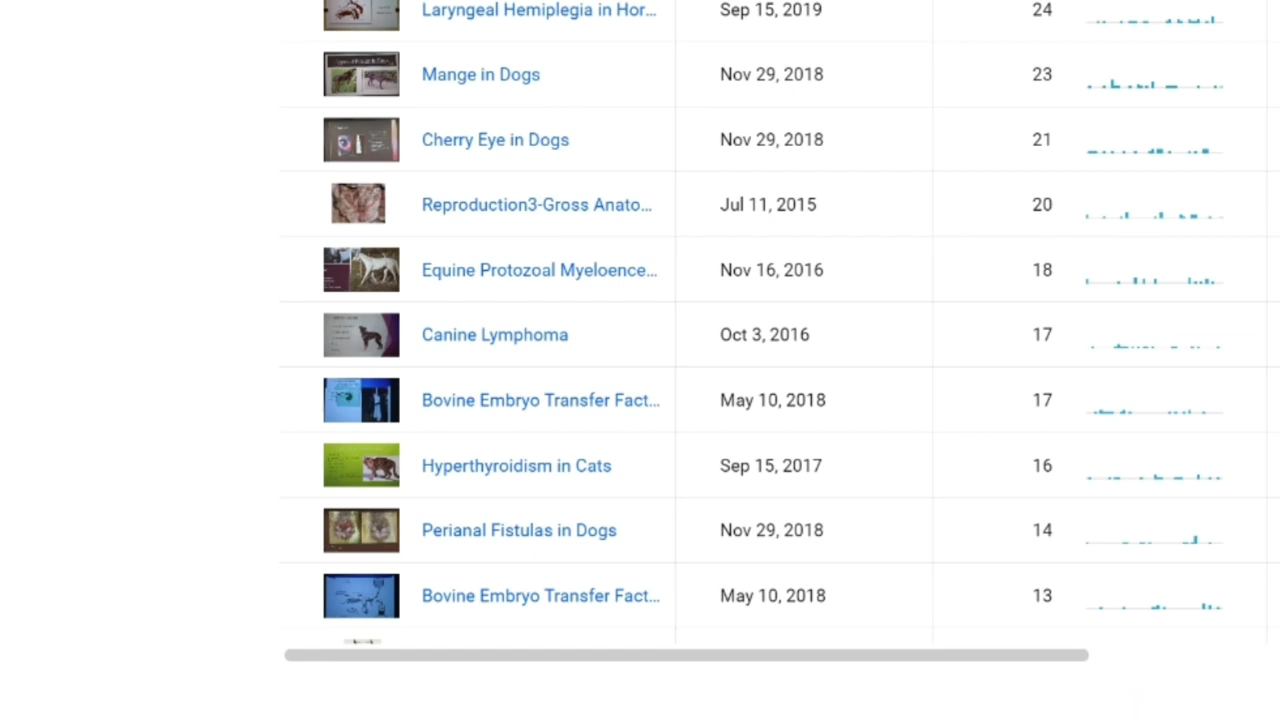 Laryngeal Hemiplegia in Hor... Sep 15, 2019 24
Mange in Dogs Nov 29, 2018 23
Cherry Eye in Dogs Nov 29, 2018 21
Reproduction3-Gross Anato... Jul 11, 2015 20
Equine Protozoal Myeloence... Nov 16, 2016 18
Canine Lymphoma Oct 3, 2016 17
Bovine Embryo Transfer Fact... May 10, 2018 17
Hyperthyroidism in Cats Sep 15, 2017 16
Perianal Fistulas in Dogs Nov 29, 2018 14
Bovine Embryo Transfer Fact... May 10, 2018 13